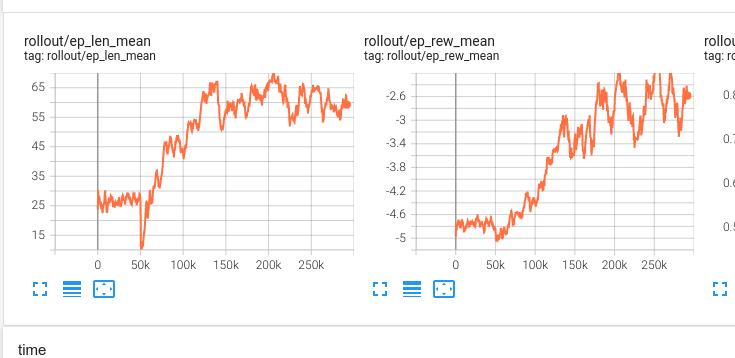 rollout/ep_len_mean
tag: rollout/ep_len_mean
65
55
45
35
25
15
0 50k 100k 150k 200k 250k
rollout/ep_rew_mean
tag: rollout/ep_rew_mean
-2.6
-3
-3.4
-3.8
-4.2
-4.6
-5
0 50k 100k 150k 200k 250k
rollou
tag: ro
0.8
0.7
0.6
0.5
time